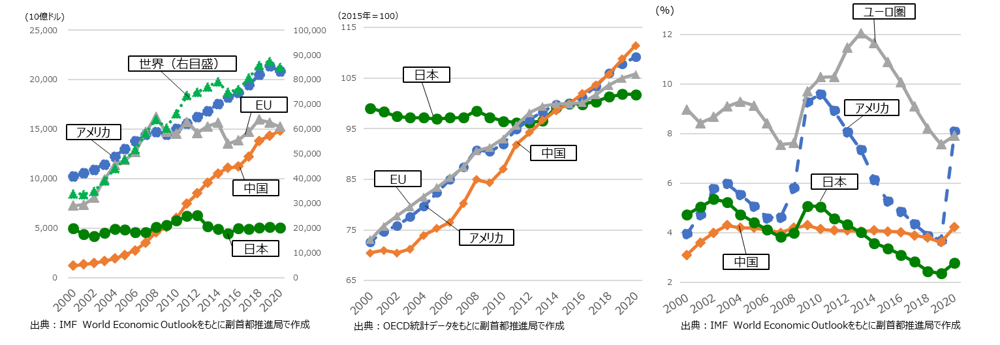 (10億ドル)
25,000
20,000
15,000
10,000
5,000
0
100,000
90,000
80,000
70,000
60,000
50,000
40,000
30,000
20,000
10,000
0
世界（右目盛）
EU
アメリカ
中国
日本
2000 2002 2004 2006 2008 2010 2012 2014 2016 2018 2020
出典：IMF World Economic Outlookをもとに副首都推進局で作成
（2015年＝100）
115
105
95
85
75
65
日本
中国
EU
アメリカ
2000 2002 2004 2006 2008 2010 2012 2014 2016 2018 2020
出典：OECD統計データをもとに副首都推進局で作成
（％）
12
10
8
6
4
2
ユーロ圏
アメリカ
日本
中国
2000 2002 2004 2006 2008 2010 2012 2014 2016 2018 2020
出典：IMF World Economic Outlookをもとに副首都推進局で作成